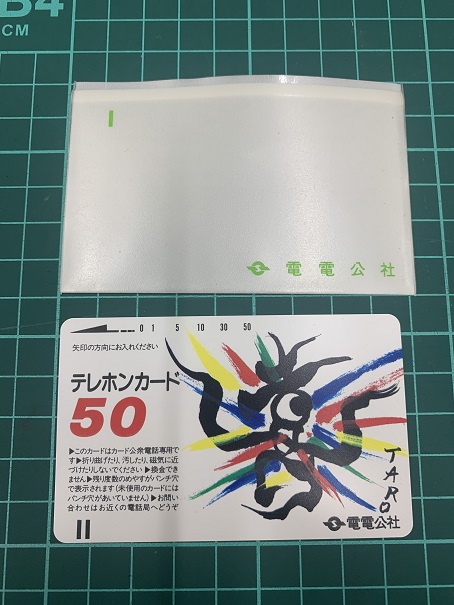 B4
CM
電電公社
0 1 5 10 30 50
矢印の方向にお入れください
テレホンカード
50
▶このカードはカード公衆電話専用で
す▶折り曲げたり、汚したり、磁気に近
づけたりしないでください▶換金でき
ません▶残り度数のめやすがパンチ穴
で表示されます(未使用のカードには
パンチ穴があいていません)▶お問い
合わせはお近くの電話局へどうぞ
TARO
電電公社